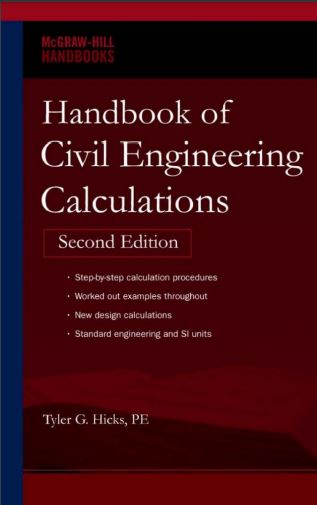 McGRAW-HILL
HANDBOOKS
Handbook of
Civil Engineering
Calculations
Second Edition
· Step-by-step calculation procedures
· Worked out examples throughout
· New design calculations
· Standard engineering and SI units
Tyler G. Hicks, PE